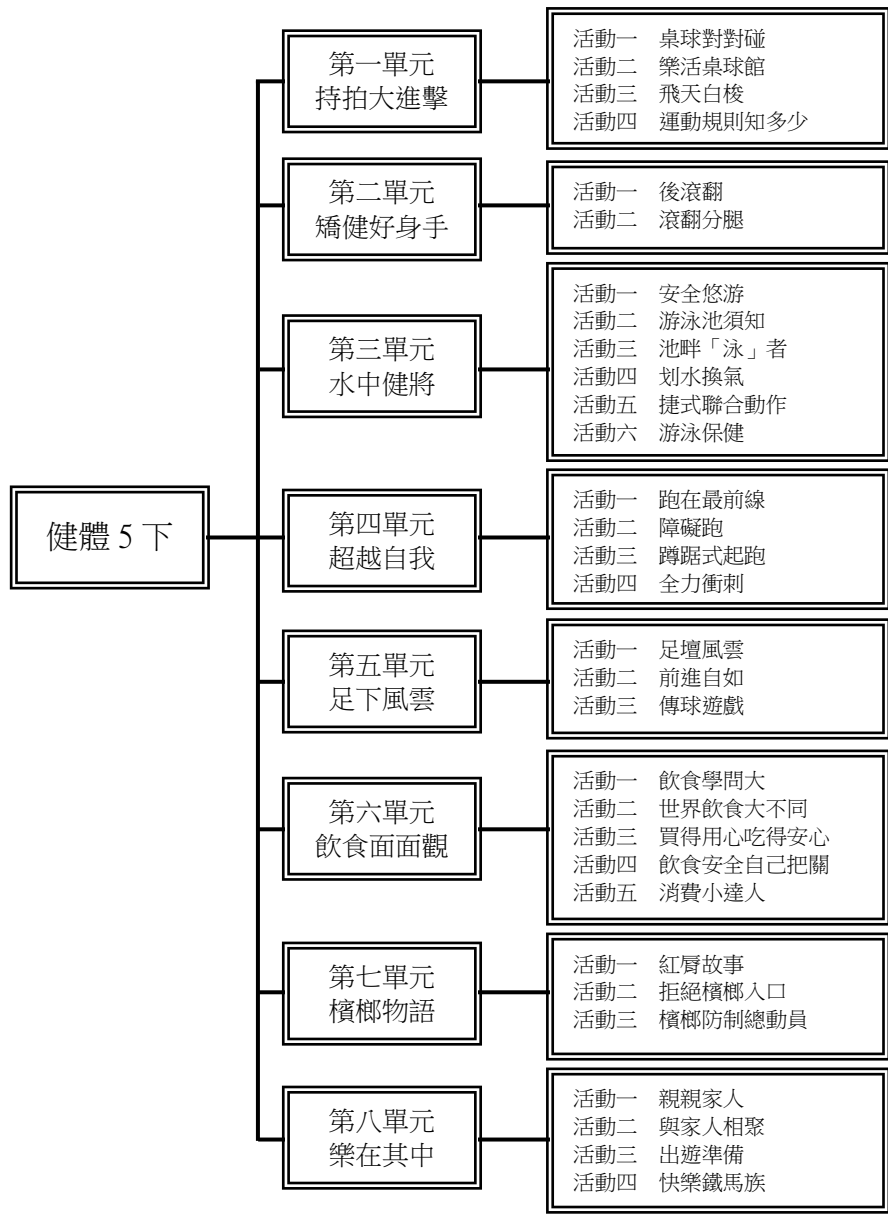 健體 5 下
第一單元
持拍大進擊
活動一 桌球對對碰
活動二 樂活桌球館
活動三 飛天白梭
活動四 運動規則知多少
第二單元
矯健好身手
活動一 後滾翻
活動二 滾翻分腿
第三單元
水中健將
活動一 安全悠游
活動二 游泳池須知
活動三 池畔「泳」者
活動四 划水換氣
活動五 捷式聯合動作
活動六 游泳保健
第四單元
超越自我
活動一 跑在最前線
活動二 障礙跑
活動三 蹲踞式起跑
活動四 全力衝刺
第五單元
足下風雲
活動一 足壇風雲
活動二 前進自如
活動三 傳球遊戲
第六單元
飲食面面觀
活動一 飲食學問大
活動二 世界飲食大不同
活動三 買得用心吃得安心
活動四 飲食安全自己把關
活動五 消費小達人
第七單元
檳榔物語
活動一 紅脣故事
活動二 拒絕檳榔入口
活動三 檳榔防制總動員
第八單元
樂在其中
活動一 親親家人
活動二 與家人相聚
活動三 出遊準備
活動四 快樂鐵馬族